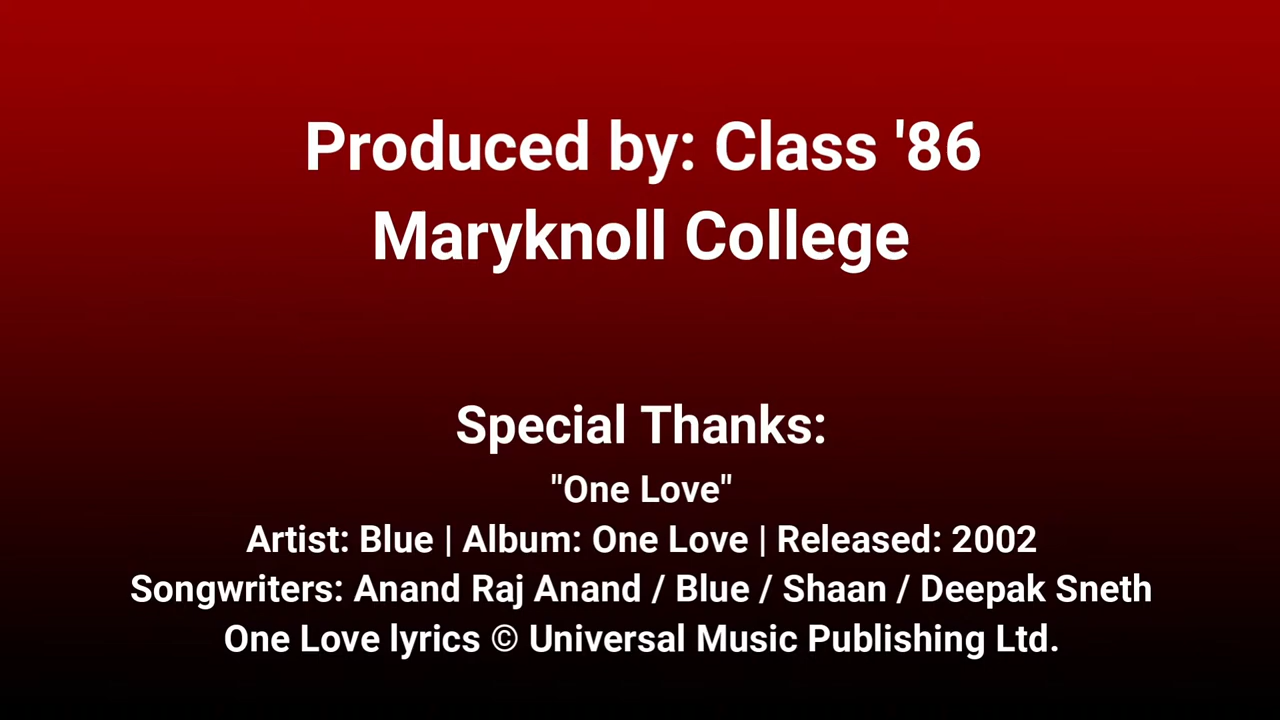 Produced by: Class '86
Maryknoll College
Special Thanks:
"One Love"
Artist: Blue | Album: One Love | Released: 2002
Songwriters: Anand Raj Anand / Blue / Shaan / Deepak Sneth
One Love lyrics © Universal Music Publishing Ltd.